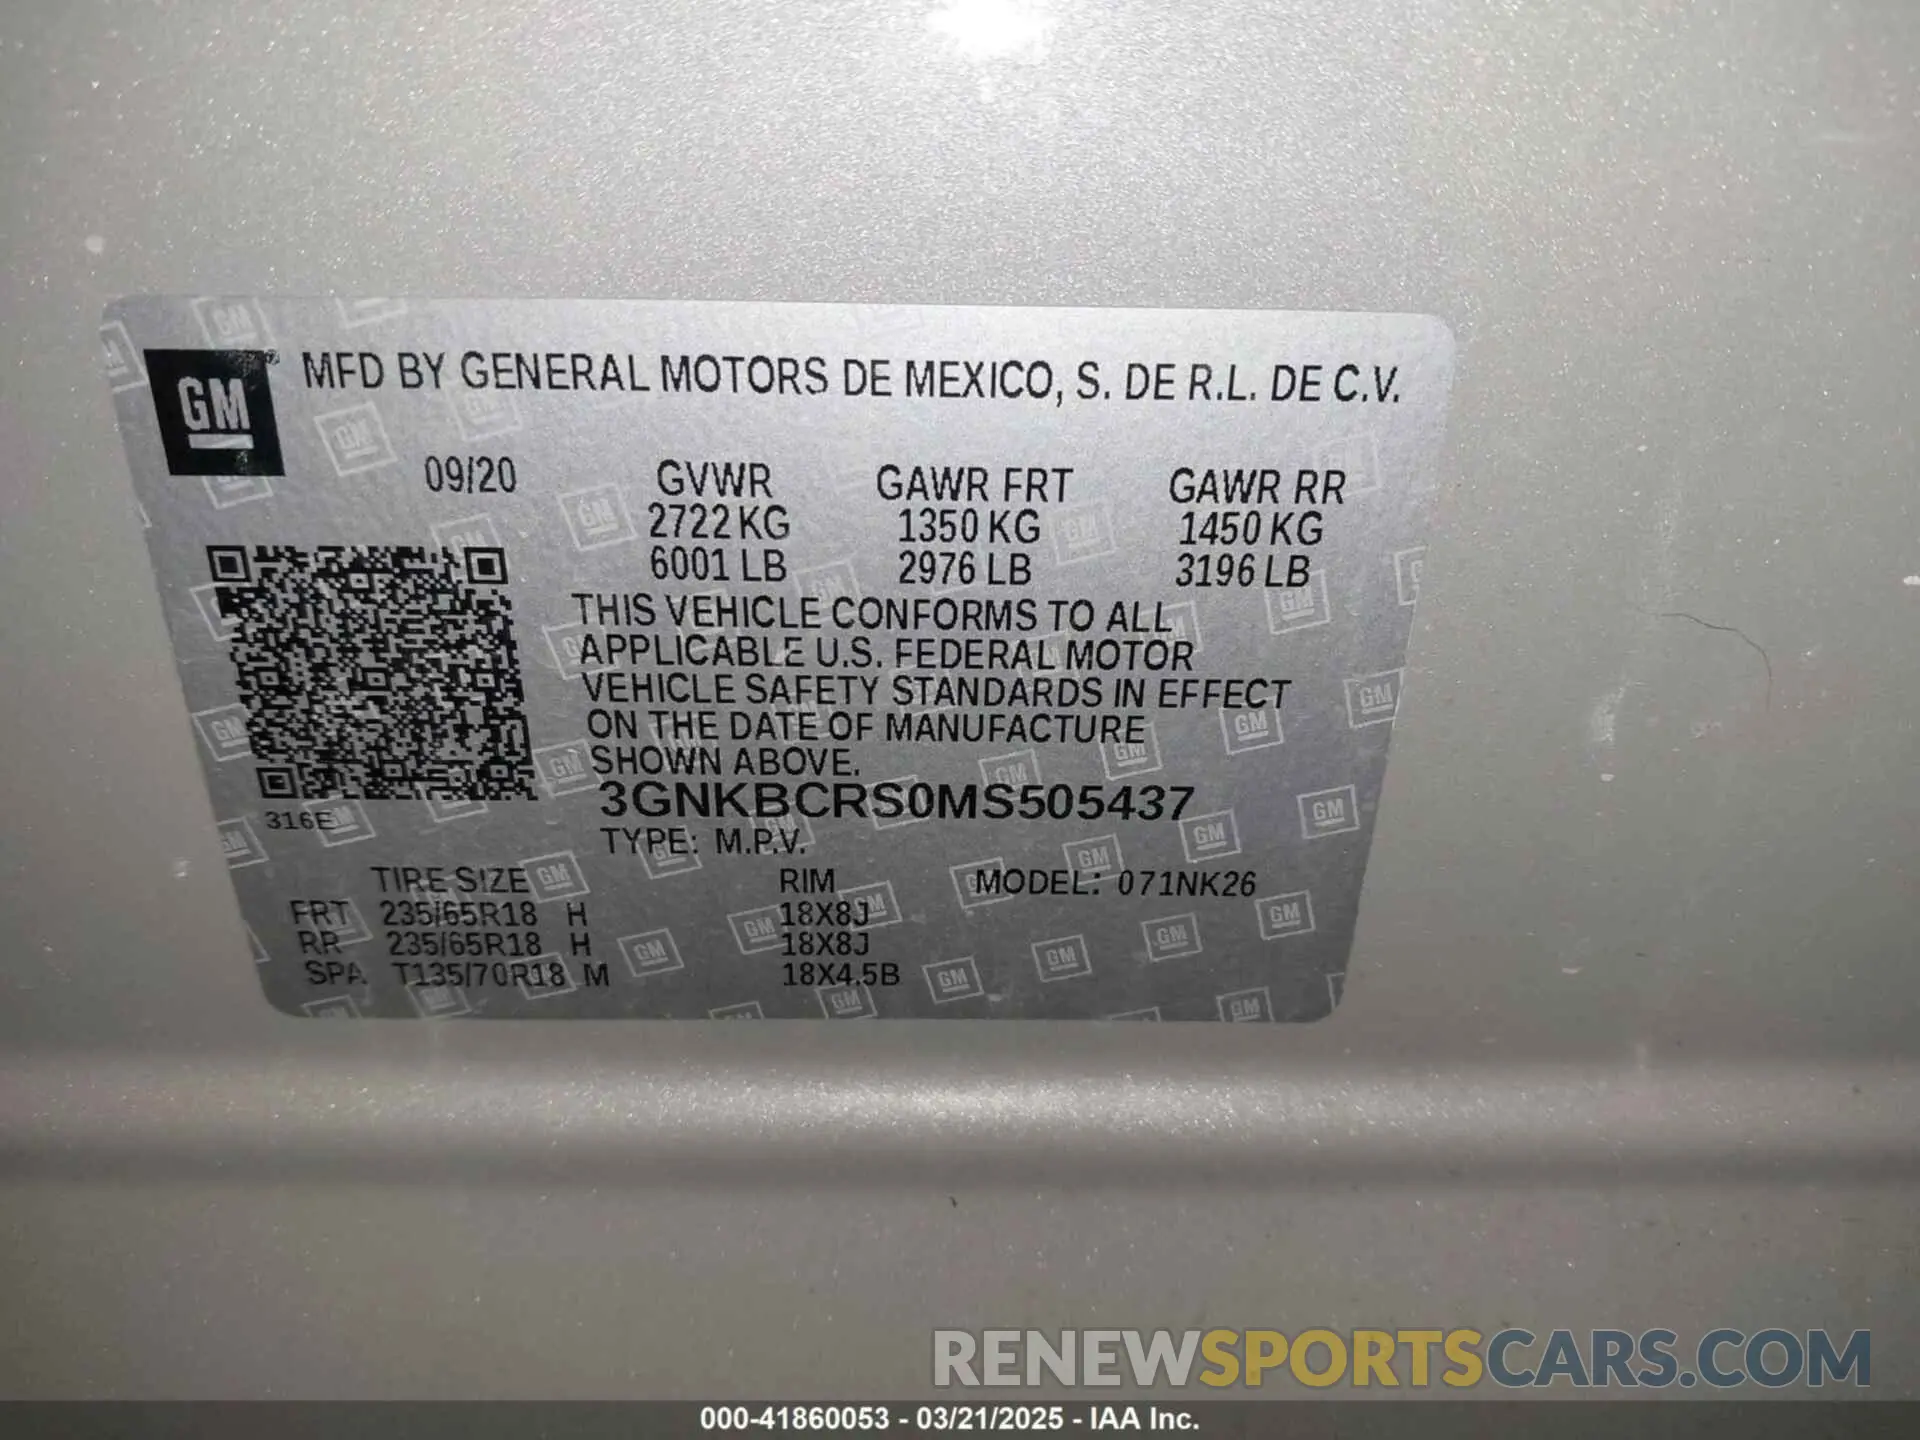 GM® MFD BY GENERAL MOTORS DE MEXICO, S. DE R.L. DE C.V.
09/20 GVWR GAWR FRT GAWR RR
2722 KG 1350 KG 1450 KG
6001 LB 2976 LB 3196 LB
THIS VEHICLE CONFORMS TO ALL
APPLICABLE U.S. FEDERAL MOTOR
VEHICLE SAFETY STANDARDS IN EFFECT
ON THE DATE OF MANUFACTURE
SHOWN ABOVE.
3GNKBCRS0MS505437
316E
TYPE: M.P.V.
TIRE SIZE RIM MODEL: 071NK26
FRT 235/65R18 H 18X8J
RR 235/65R18 H 18X8J
SPA T135/70R18 M 18X4.5B
RENEWSPORTSCARS.COM
000-41860053 - 03/21/2025 - IAA Inc.